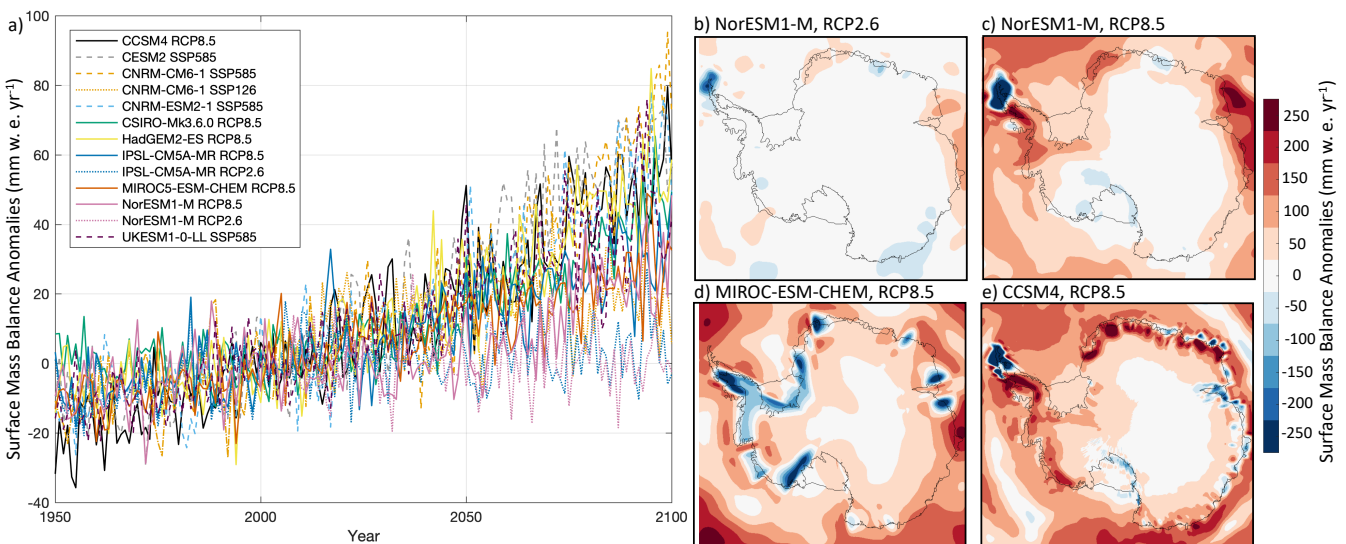 a)
Surface Mass Balance Anomalies (mm w. e. yr⁻¹)
100
80
60
40
20
0
-20
-40
1950
2000
2050
2100
Year
CCSM4 RCP8.5
CESM2 SSP585
CNRM-CM6-1 SSP585
CNRM-CM6-1 SSP126
CNRM-ESM2-1 SSP585
CSIRO-Mk3.6.0 RCP8.5
HadGEM2-ES RCP8.5
IPSL-CM5A-MR RCP8.5
IPSL-CM5A-MR RCP2.6
MIROC5-ESM-CHEM RCP8.5
NorESM1-M RCP8.5
NorESM1-M RCP2.6
UKESM1-0-LL SSP585
b) NorESM1-M, RCP2.6
c) NorESM1-M, RCP8.5
d) MIROC-ESM-CHEM, RCP8.5
e) CCSM4, RCP8.5
250
200
150
100
50
0
-50
-100
-150
-200
-250
Surface Mass Balance Anomalies (mm w. e. yr⁻¹)